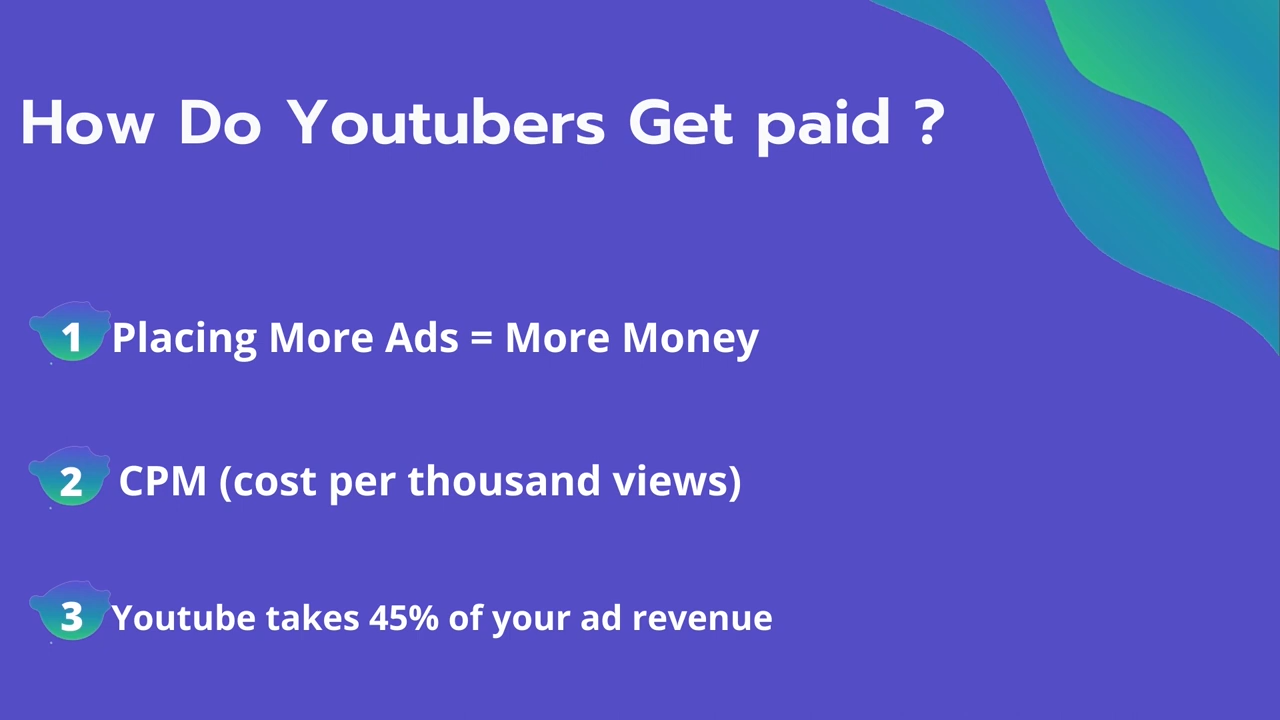 How Do Youtubers Get paid ?
1 Placing More Ads = More Money
2 CPM (cost per thousand views)
3 Youtube takes 45% of your ad revenue